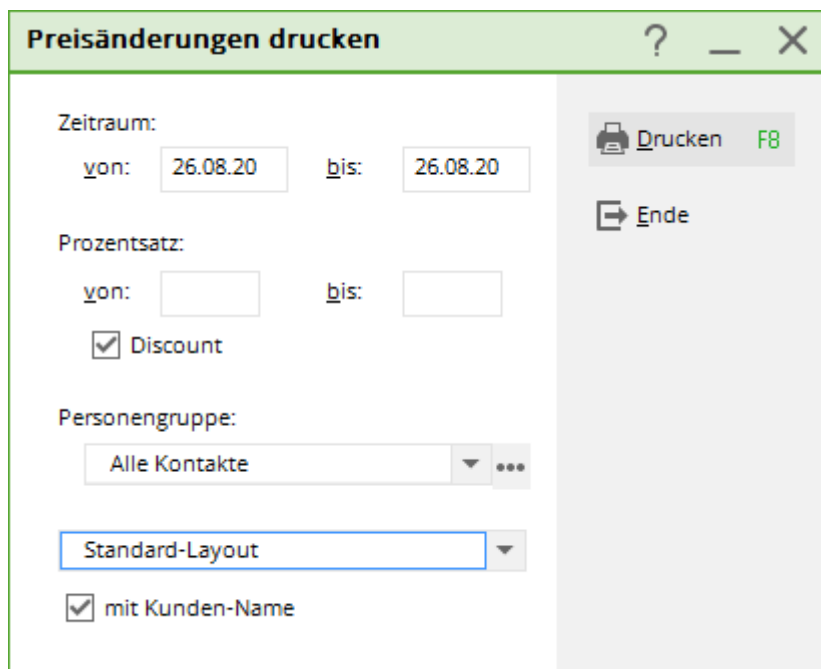 Preisänderungen drucken ?
Zeitraum:
von: 26.08.20 bis: 26.08.20
Drucken F8
Ende
Prozentsatz:
von: bis:
Discount
Personengruppe:
Alle Kontakte
Standard-Layout
mit Kunden-Name